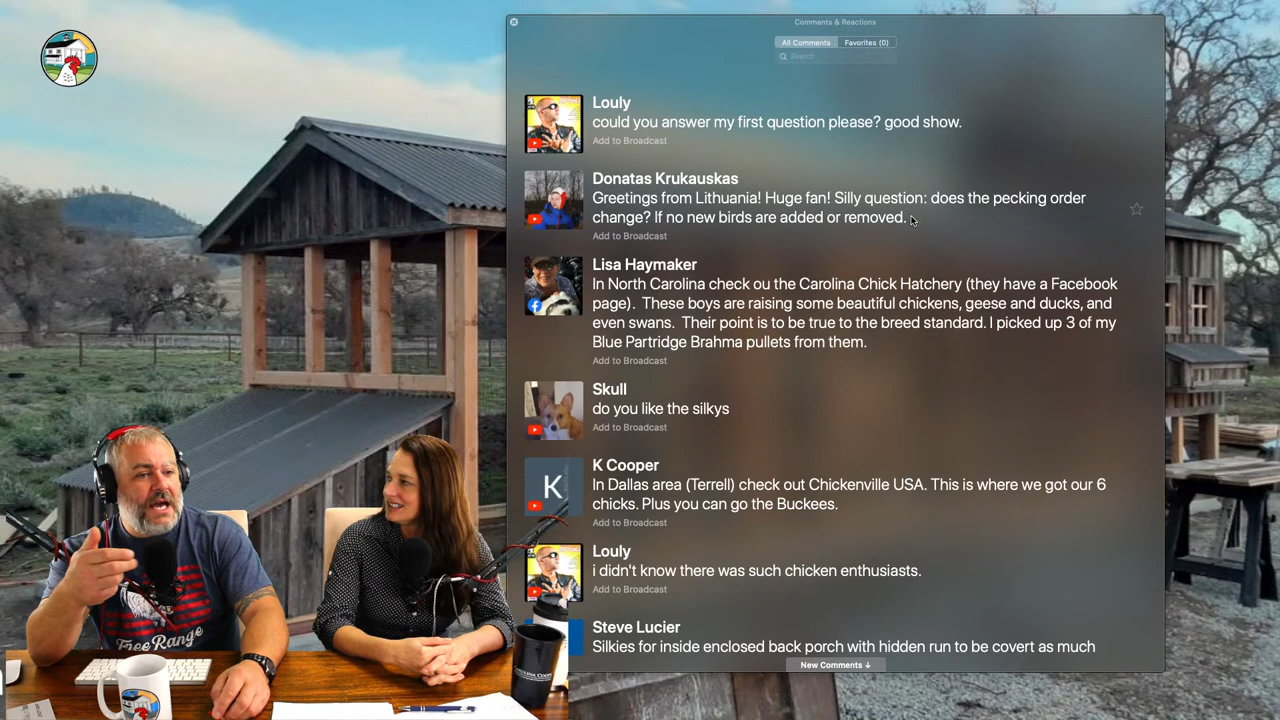 Comments & Reactions
All Comments
Favorites (0)
Search
Louly
could you answer my first question please? good show.
Add to Broadcast
Donatas Krukauskas
Greetings from Lithuania! Huge fan! Silly question: does the pecking order
change? If no new birds are added or removed.
Add to Broadcast
Lisa Haymaker
In North Carolina check ou the Carolina Chick Hatchery (they have a Facebook
page).  These boys are raising some beautiful chickens, geese and ducks, and
even swans.  Their point is to be true to the breed standard. I picked up 3 of my
Blue Partridge Brahma pullets from them.
Add to Broadcast
Skull
do you like the silkys
Add to Broadcast
K
K Cooper
In Dallas area (Terrell) check out Chickenville USA. This is where we got our 6
chicks. Plus you can go the Buckees.
Add to Broadcast
Louly
i didn't know there was such chicken enthusiasts.
Add to Broadcast
Steve Lucier
Silkies for inside enclosed back porch with hidden run to be covert as much
New Comments ↓
Free Range